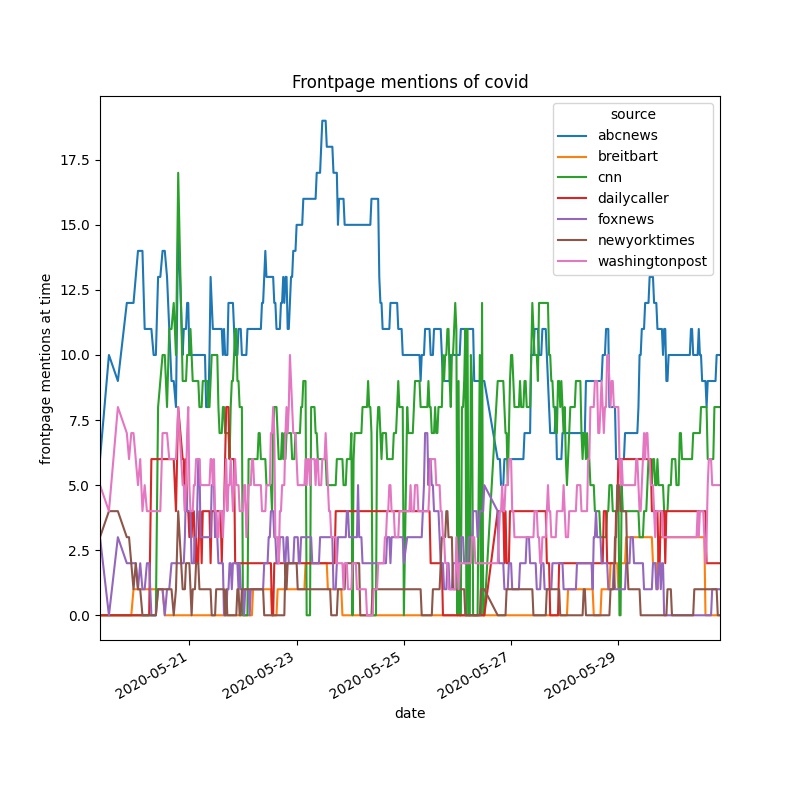 Frontpage mentions of covid
source
abcnews
breitbart
cnn
dailycaller
foxnews
newyorktimes
washingtonpost
frontpage mentions at time
17.5
15.0
12.5
10.0
7.5
5.0
2.5
0.0
2020-05-21
2020-05-23
2020-05-25
2020-05-27
2020-05-29
date